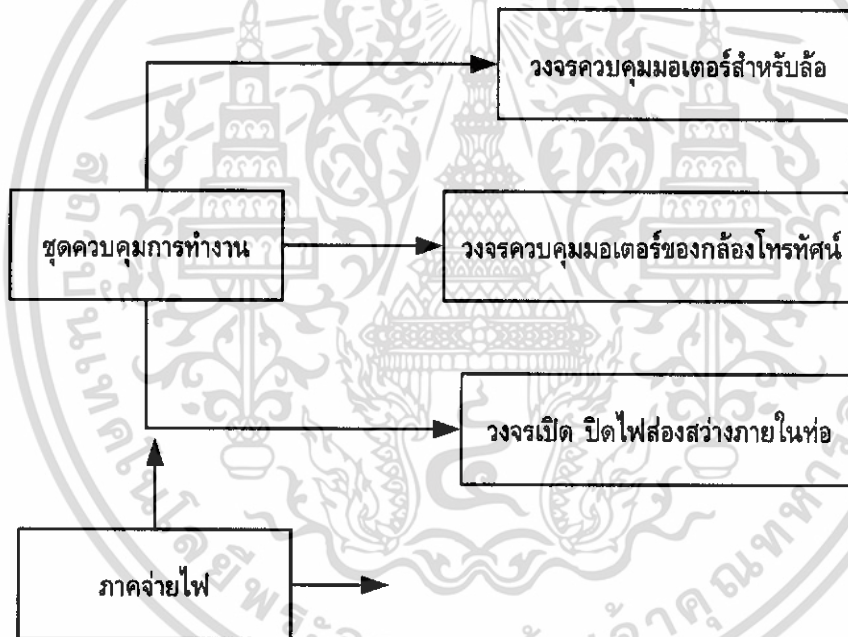 วงจรควบคุมมอเตอร์สำหรับล้อ
ชุดควบคุมการทำงาน
วงจรควบคุมมอเตอร์ของกล้องโทรทัศน์
วงจรเปิด ปิดไฟส่องสว่างภายในท่อ
ภาคจ่ายไฟ